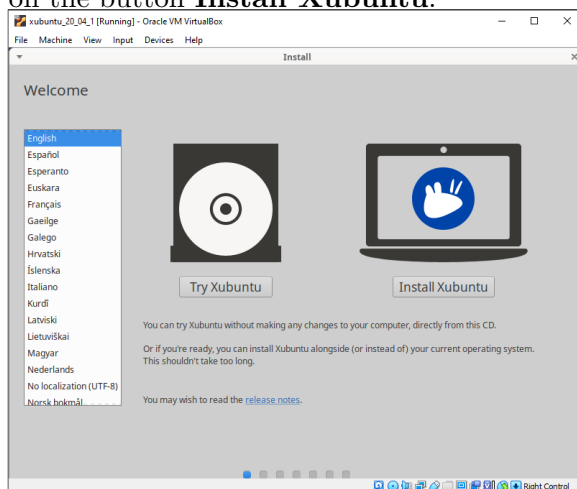 on the button Install Xubuntu.
xubuntu_20_04_1 [Running] - Oracle VM VirtualBox
File Machine View Input Devices Help
Install
Welcome
English
Español
Esperanto
Euskara
Français
Gaeilge
Galego
Hrvatski
Íslenska
Italiano
Kurdî
Latviski
Lietuviškai
Magyar
Nederlands
No localization (UTF-8)
Norsk bokmål
Try Xubuntu
Install Xubuntu
You can try Xubuntu without making any changes to your computer, directly from this CD.
Or if you're ready, you can install Xubuntu alongside (or instead of) your current operating system.
This shouldn't take too long.
You may wish to read the release notes.
Right Control